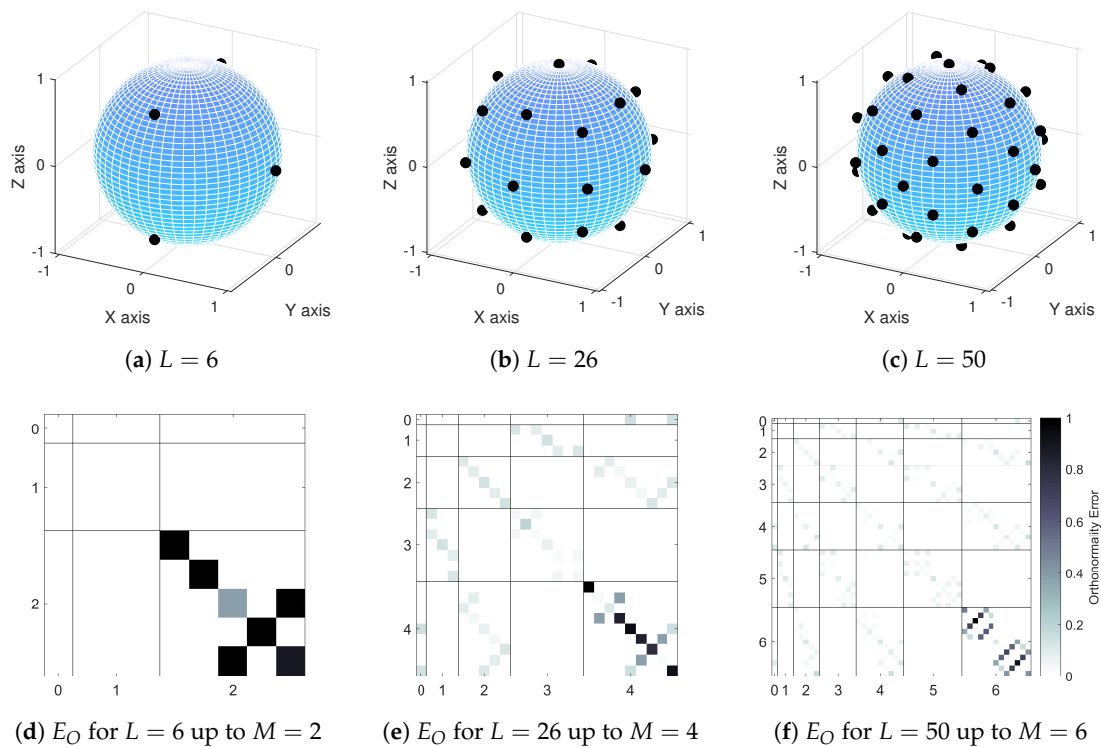 1
0
-1
Z axis
-1
0
1
X axis
0
Y axis
(a) L = 6
1
0
-1
Z axis
-1
0
1
X axis
-1
0
1
Y axis
(b) L = 26
1
0
-1
Z axis
-1
0
1
X axis
-1
0
1
Y axis
(c) L = 50
0
1
2
0 1 2
(d) E_O for L = 6 up to M = 2
0
1
2
3
4
0 1 2 3 4
(e) E_O for L = 26 up to M = 4
0
1
2
3
4
5
6
0 1 2 3 4 5 6
1
0.8
0.6
0.4
0.2
0
Orthonormality Error
(f) E_O for L = 50 up to M = 6